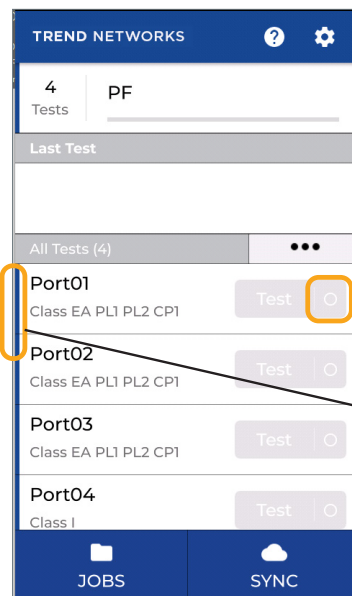 TREND NETWORKS
?
4
Tests
PF
Last Test
All Tests (4)
•••
Port01
Class EA PL1 PL2 CP1
Test
Port02
Class EA PL1 PL2 CP1
Test
Port03
Class EA PL1 PL2 CP1
Test
Port04
Class I
Test
JOBS
SYNC